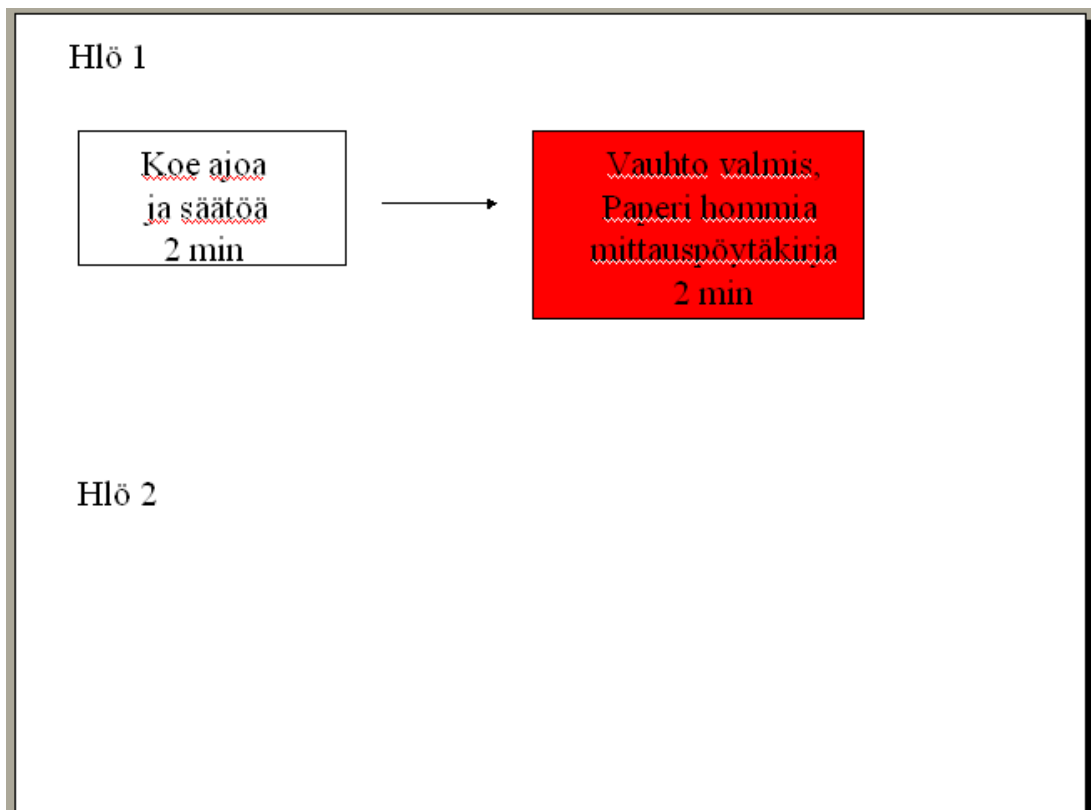 Hlö 1
Koe ajoa
ja säätöä
2 min
Vauhto valmis,
Paperi hommia
mittauspöytäkirja
2 min
Hlö 2